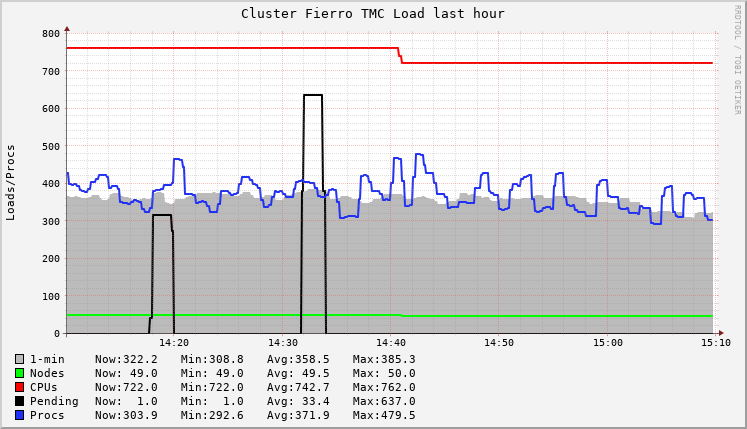 Cluster Fierro TMC Load last hour
RRDTOOL / TOBI OETIKER
Loads/Procs
800
700
600
500
400
300
200
100
0
14:20 14:30 14:40 14:50 15:00 15:10
1-min Now:322.2 Min:308.8 Avg:358.5 Max:385.3
Nodes Now: 49.0 Min: 49.0 Avg: 49.5 Max: 50.0
CPUs Now:722.0 Min:722.0 Avg:742.7 Max:762.0
Pending Now: 1.0 Min: 1.0 Avg: 33.4 Max:637.0
Procs Now:303.9 Min:292.6 Avg:371.9 Max:479.5